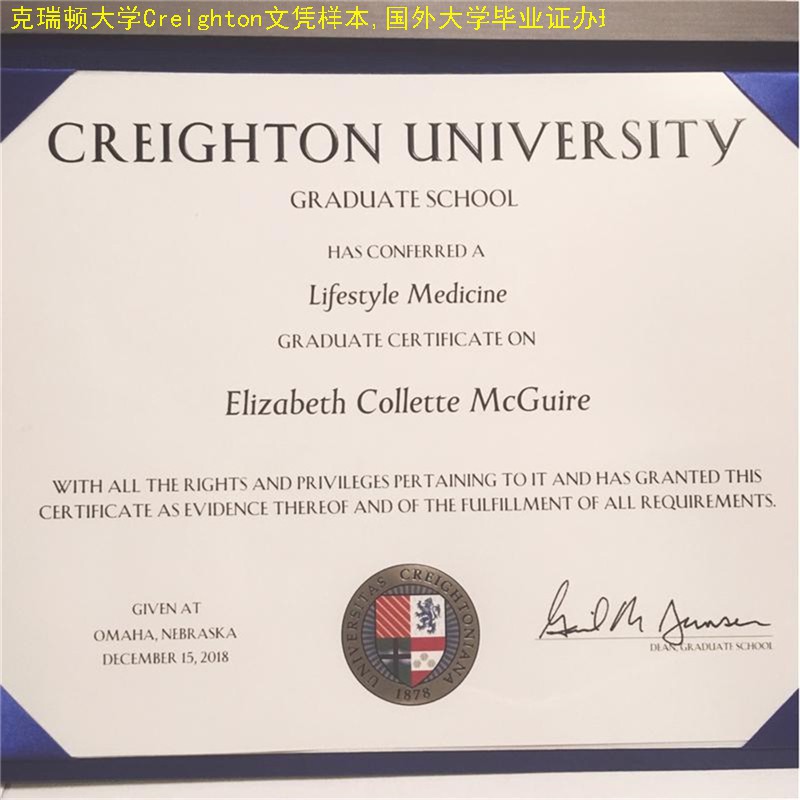 克瑞顿大学Creighton文凭样本,国外大学毕业证办
CREIGHTON UNIVERSITY
GRADUATE SCHOOL
HAS CONFERRED A
Lifestyle Medicine
GRADUATE CERTIFICATE ON
Elizabeth Collette McGuire
WITH ALL THE RIGHTS AND PRIVILEGES PERTAINING TO IT AND HAS GRANTED THIS
CERTIFICATE AS EVIDENCE THEREOF AND OF THE FULFILLMENT OF ALL REQUIREMENTS.
GIVEN AT
OMAHA, NEBRASKA
DECEMBER 15, 2018
UNIVERSITAS CREIGHTONIANA
1878
DEAN, GRADUATE SCHOOL